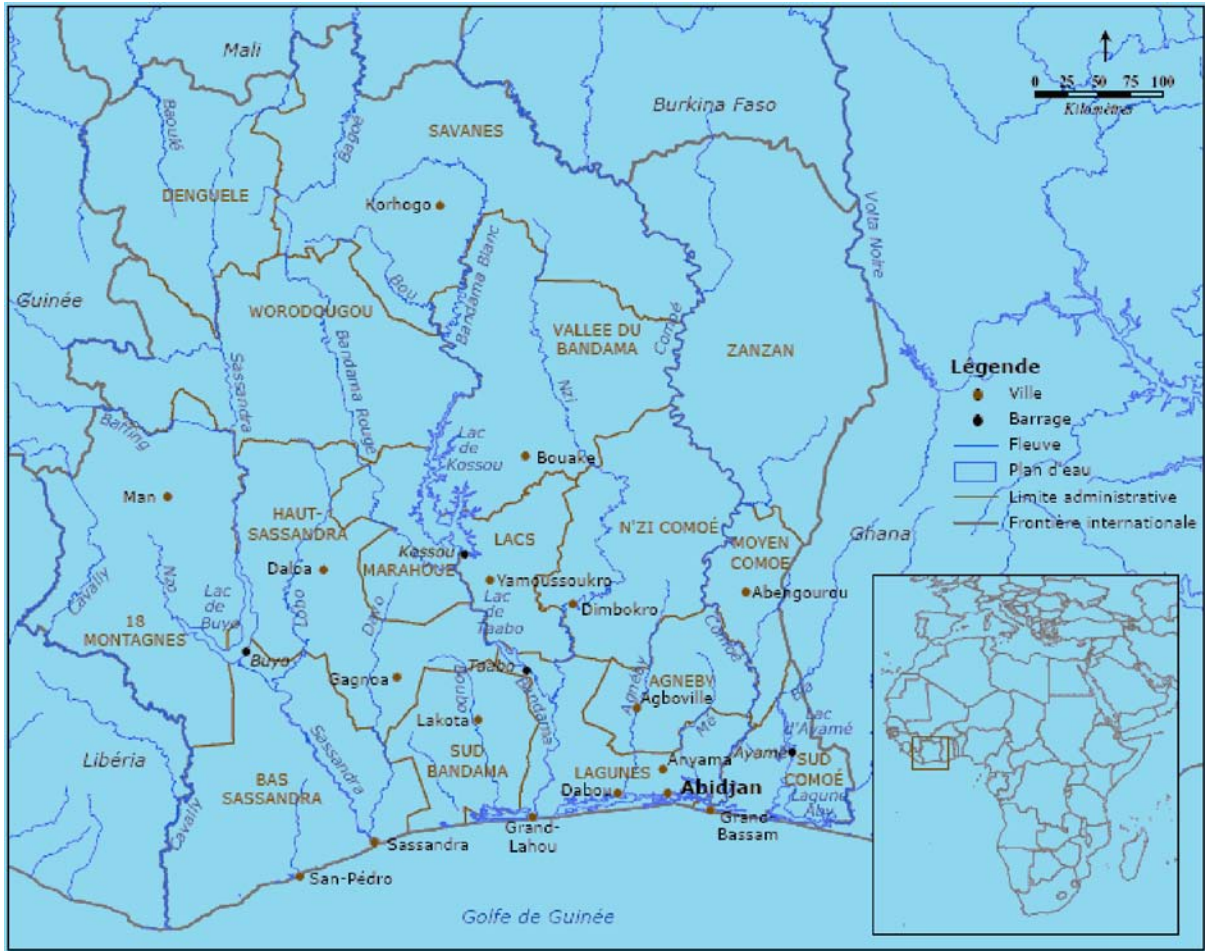 Mali
Burkina Faso
0 25 50 75 100
Kilomètres
Baoulé
Bagoé
SAVANES
DENGUELE
Korhogo
Volta Noire
Guinée
Bou
Bandama Blanc
WORODOUGOU
VALLEE DU
BANDAMA
Comoé
ZANZAN
Sassandra
Bandama Rouge
Nzi
Légende
Ville
Barrage
Fleuve
Plan d'eau
Limite administrative
Frontière internationale
Baffing
Lac
de
Kossou
Bouake
Man
HAUT-
SASSANDRA
N'ZI COMOÉ
Ghana
Kossou
LACS
MOYEN
COMOE
MARAHOUE
Daloa
Yamoussoukro
Abengourou
Cavally
Nzo
Lac
de
Buyo
Lobo
Davo
Lac
de
Taabo
Dimbokro
18
MONTAGNES
Buyo
Comoé
Taabo
Gagnoa
AGNEBY
Agboville
Agnéby
Bandama
Bia
Lac
d'Ayamé
Lakota
Mé
Libéria
Sassandra
SUD
BANDAMA
Ayamé
Anyama
SUD
COMOÉ
BAS
SASSANDRA
LAGUNES
Dabou
Abidjan
Lagune
Aby
Cavally
Grand-
Lahou
Grand-
Bassam
Sassandra
San-Pédro
Golfe de Guinée